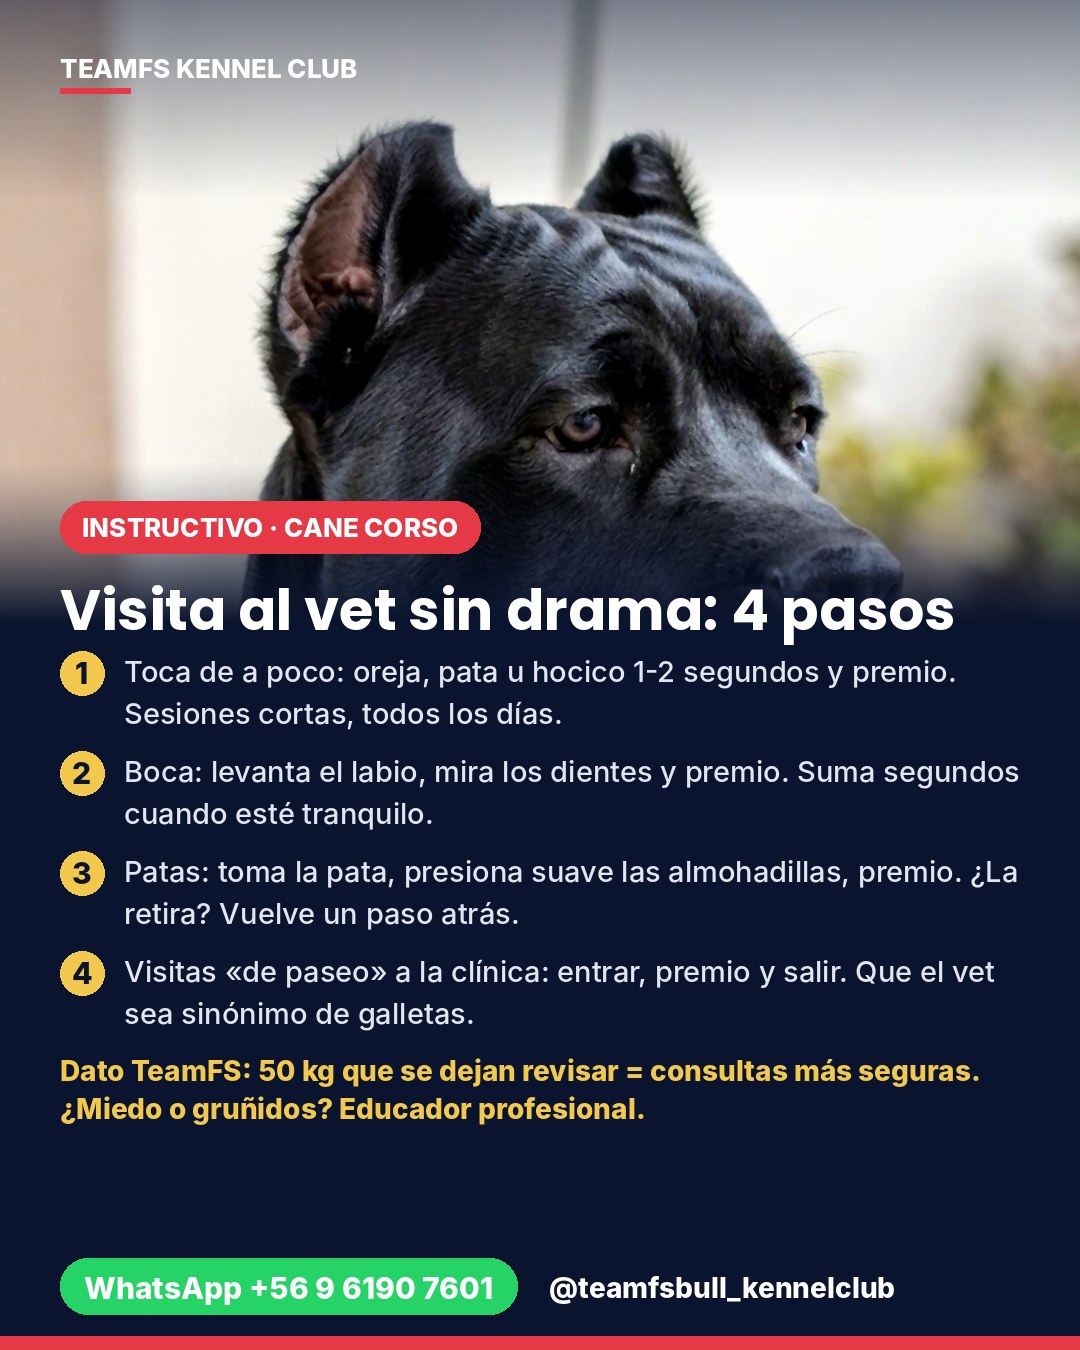 TEAMFS KENNEL CLUB
INSTRUCTIVO · CANE CORSO
Visita al vet sin drama: 4 pasos
1 Toca de a poco: oreja, pata u hocico 1-2 segundos y premio.
Sesiones cortas, todos los días.
2 Boca: levanta el labio, mira los dientes y premio. Suma segundos
cuando esté tranquilo.
3 Patas: toma la pata, presiona suave las almohadillas, premio. ¿La
retira? Vuelve un paso atrás.
4 Visitas «de paseo» a la clínica: entrar, premio y salir. Que el vet
sea sinónimo de galletas.
Dato TeamFS: 50 kg que se dejan revisar = consultas más seguras.
¿Miedo o gruñidos? Educador profesional.
WhatsApp +56 9 6190 7601 @teamfsbull_kennelclub